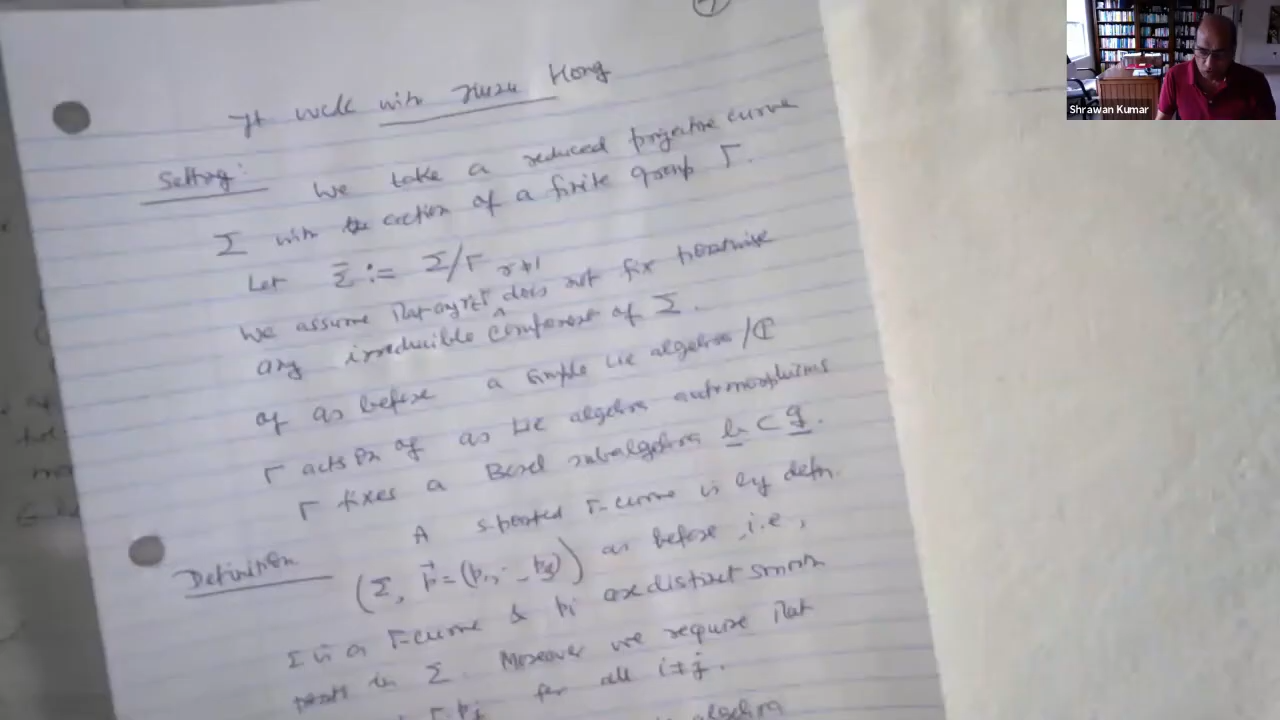 Jt work with Jiuzu Hong
Setting: We take a reduced projective curve
Σ with the action of a finite group Γ.
Let Σ̄ := Σ/Γ
γ≠1
We assume that any γ∈Γ ^ does not fix pointwise
any irreducible component of Σ.
g as before a simple Lie algebra /ℂ
Γ acts on g as Lie algebra automorphisms
Γ fixes a Borel subalgebra b ⊂ g.
Definition A s-pointed Γ-curve is by defn.
(Σ, p⃗ = (p₁, .. pₛ)) as before, i.e.,
Σ is a Γ-curve & pᵢ are distinct smooth
points in Σ. Moreover we require that
Γ.pⱼ for all i≠j.
algebra
Shrawan Kumar